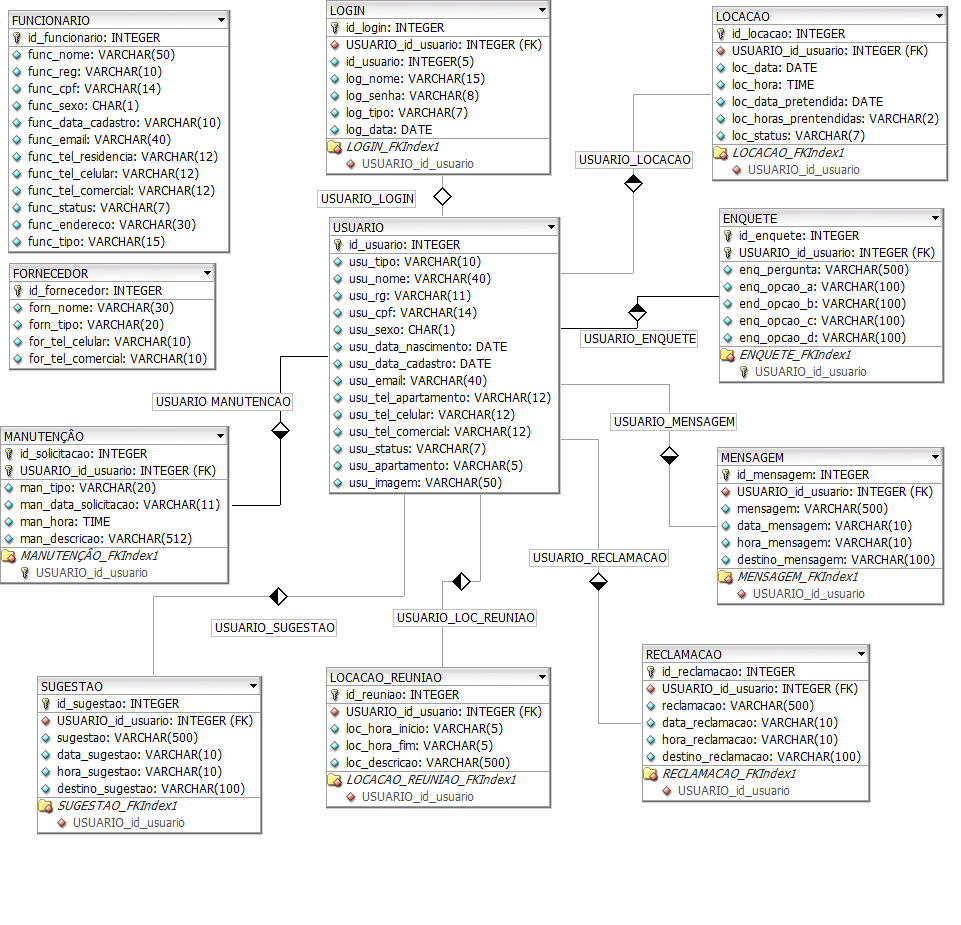 FUNCIONARIO
id_funcionario: INTEGER
func_nome: VARCHAR(50)
func_reg: VARCHAR(10)
func_cpf: VARCHAR(14)
func_sexo: CHAR(1)
func_data_cadastro: VARCHAR(10)
func_email: VARCHAR(40)
func_tel_residencia: VARCHAR(12)
func_tel_celular: VARCHAR(12)
func_tel_comercial: VARCHAR(12)
func_status: VARCHAR(7)
func_endereco: VARCHAR(30)
func_tipo: VARCHAR(15)
LOGIN
id_login: INTEGER
USUARIO_id_usuario: INTEGER (FK)
id_usuario: INTEGER(5)
log_nome: VARCHAR(15)
log_senha: VARCHAR(8)
log_tipo: VARCHAR(7)
log_data: DATE
LOGIN_FKIndex1
USUARIO_id_usuario
LOCACAO
id_locacao: INTEGER
USUARIO_id_usuario: INTEGER (FK)
loc_data: DATE
loc_hora: TIME
loc_data_pretendida: DATE
loc_horas_prentendidas: VARCHAR(2)
loc_status: VARCHAR(7)
LOCACAO_FKIndex1
USUARIO_id_usuario
USUARIO_LOCACAO
USUARIO_LOGIN
FORNECEDOR
id_fornecedor: INTEGER
forn_nome: VARCHAR(30)
forn_tipo: VARCHAR(20)
for_tel_celular: VARCHAR(10)
for_tel_comercial: VARCHAR(10)
USUARIO
id_usuario: INTEGER
usu_tipo: VARCHAR(10)
usu_nome: VARCHAR(40)
usu_rg: VARCHAR(11)
usu_cpf: VARCHAR(14)
usu_sexo: CHAR(1)
usu_data_nascimento: DATE
usu_data_cadastro: DATE
usu_email: VARCHAR(40)
usu_tel_apartamento: VARCHAR(12)
usu_tel_celular: VARCHAR(12)
usu_tel_comercial: VARCHAR(12)
usu_status: VARCHAR(7)
usu_apartamento: VARCHAR(5)
usu_imagem: VARCHAR(50)
ENQUETE
id_enquete: INTEGER
USUARIO_id_usuario: INTEGER (FK)
enq_pergunta: VARCHAR(500)
enq_opcao_a: VARCHAR(100)
end_opcao_b: VARCHAR(100)
enq_opcao_c: VARCHAR(100)
enq_opcao_d: VARCHAR(100)
ENQUETE_FKIndex1
USUARIO_id_usuario
USUARIO_ENQUETE
USUARIO MANUTENCAO
USUARIO_MENSAGEM
MANUTENÇÂO
id_solicitacao: INTEGER
USUARIO_id_usuario: INTEGER (FK)
man_tipo: VARCHAR(20)
man_data_solicitacao: VARCHAR(11)
man_hora: TIME
man_descricao: VARCHAR(512)
MANUTENÇÂO_FKIndex1
USUARIO_id_usuario
MENSAGEM
id_mensagem: INTEGER
USUARIO_id_usuario: INTEGER (FK)
mensagem: VARCHAR(500)
data_mensagem: VARCHAR(10)
hora_mensagem: VARCHAR(10)
destino_mensagem: VARCHAR(100)
MENSAGEM_FKIndex1
USUARIO_id_usuario
USUARIO_RECLAMACAO
USUARIO_LOC_REUNIAO
USUARIO_SUGESTAO
SUGESTAO
id_sugestao: INTEGER
USUARIO_id_usuario: INTEGER (FK)
sugestao: VARCHAR(500)
data_sugestao: VARCHAR(10)
hora_sugestao: VARCHAR(10)
destino_sugestao: VARCHAR(100)
SUGESTAO_FKIndex1
USUARIO_id_usuario
LOCACAO_REUNIAO
id_reuniao: INTEGER
USUARIO_id_usuario: INTEGER (FK)
loc_hora_inicio: VARCHAR(5)
loc_hora_fim: VARCHAR(5)
loc_descricao: VARCHAR(500)
LOCACAO_REUNIAO_FKIndex1
USUARIO_id_usuario
RECLAMACAO
id_reclamacao: INTEGER
USUARIO_id_usuario: INTEGER (FK)
reclamacao: VARCHAR(500)
data_reclamacao: VARCHAR(10)
hora_reclamacao: VARCHAR(10)
destino_reclamacao: VARCHAR(100)
RECLAMACAO_FKIndex1
USUARIO_id_usuario